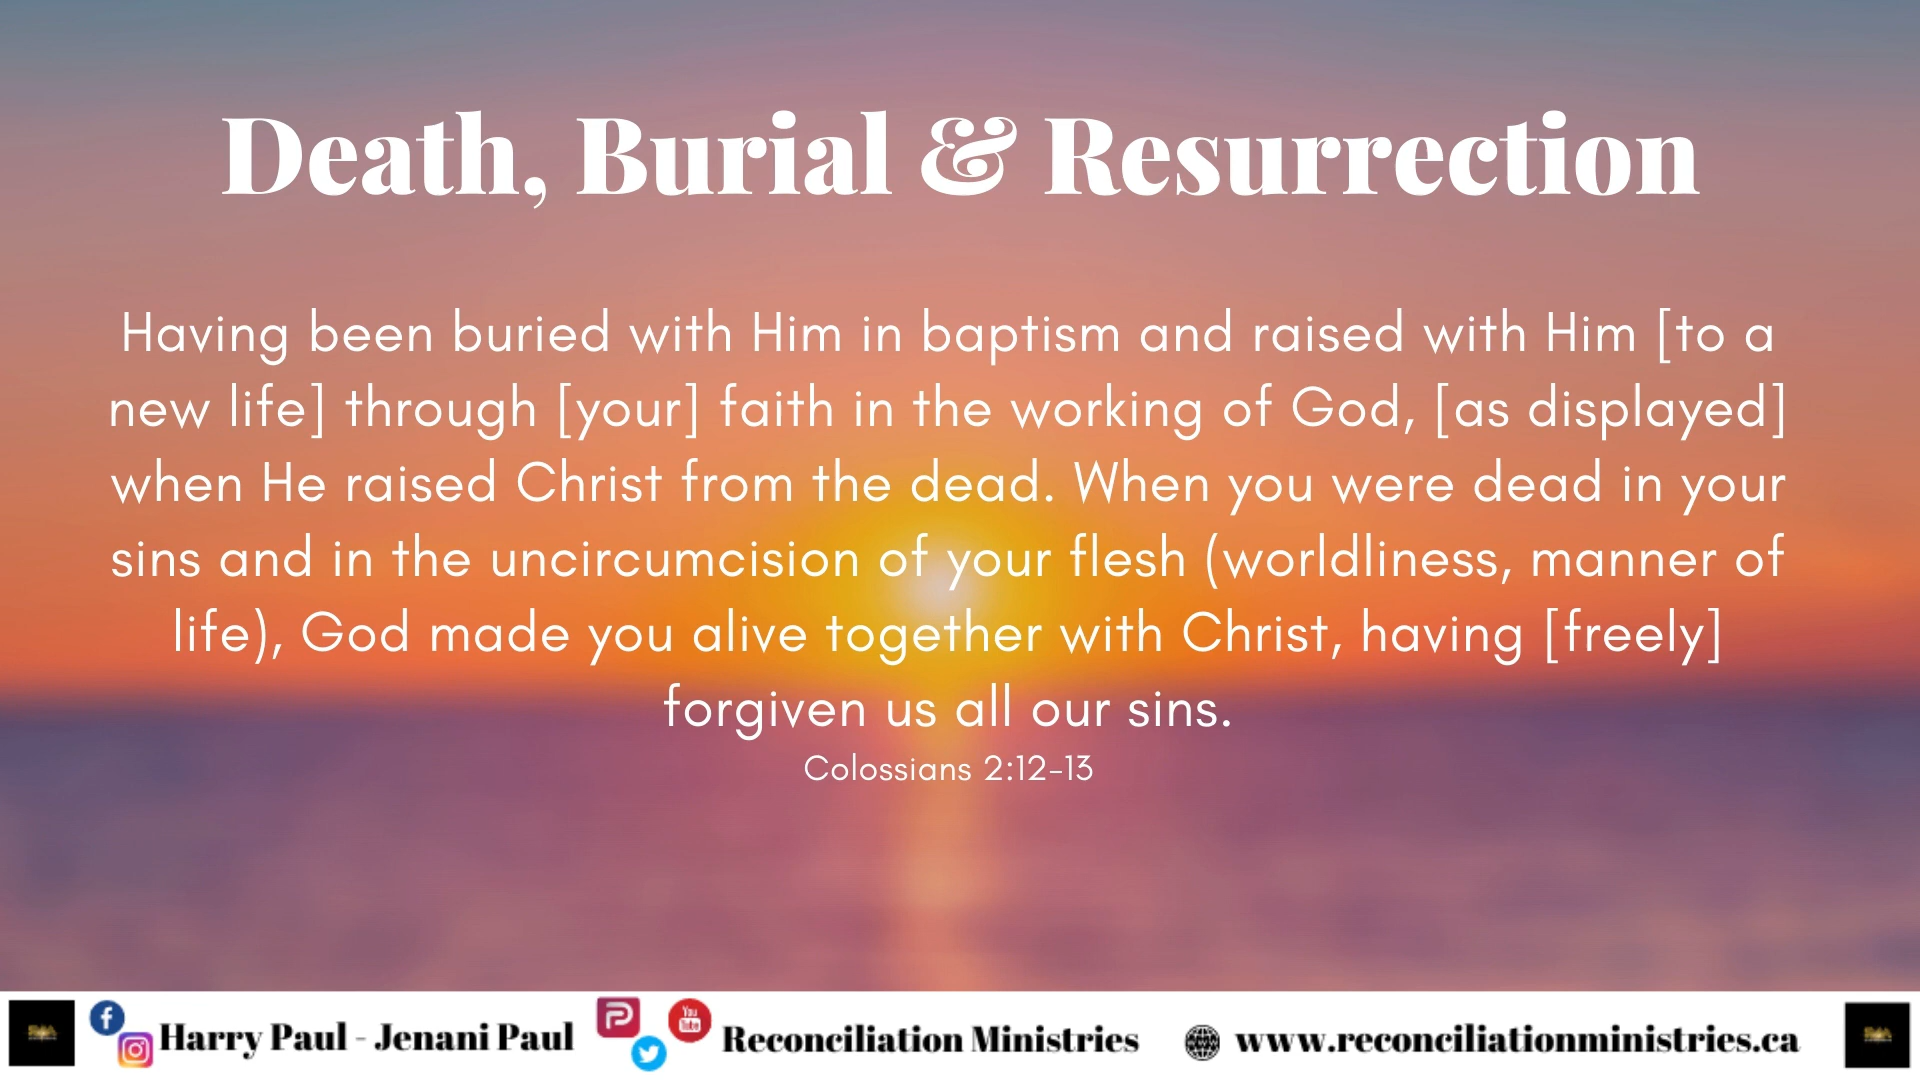 Death, Burial & Resurrection
Having been buried with Him in baptism and raised with Him [to a
new life] through [your] faith in the working of God, [as displayed]
when He raised Christ from the dead. When you were dead in your
sins and in the uncircumcision of your flesh (worldliness, manner of
life), God made you alive together with Christ, having [freely]
forgiven us all our sins.
Colossians 2:12-13
Harry Paul - Jenani Paul
You
Tube
Reconciliation Ministries
www.reconciliationministries.ca